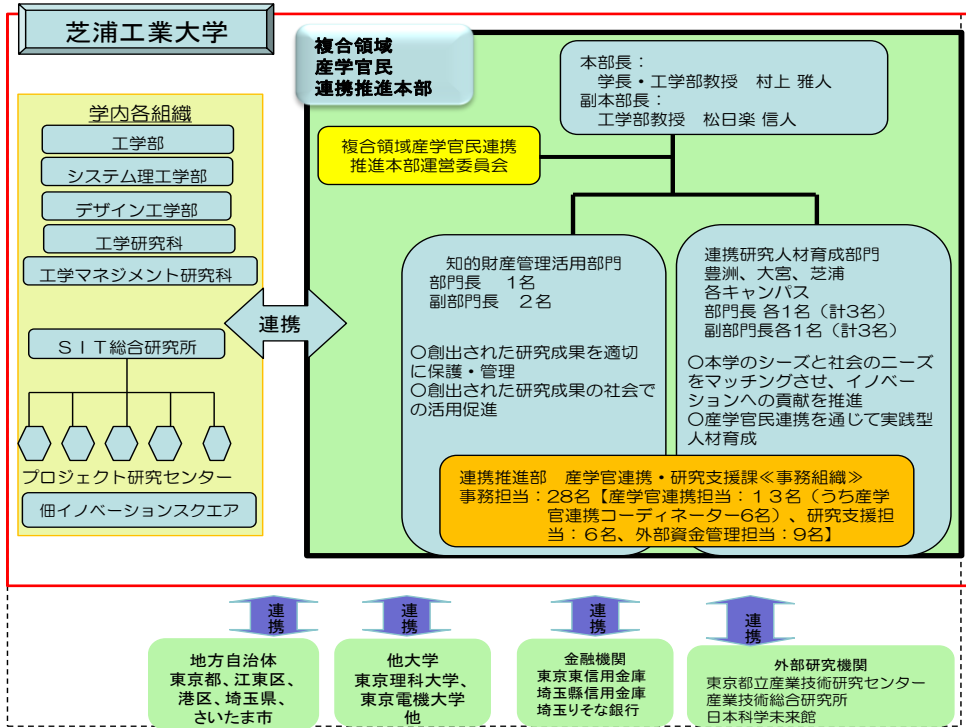 芝浦工業大学
複合領域
産学官民
連携推進本部
本部長：
学長・工学部教授　村上 雅人
副本部長：
工学部教授　松日楽 信人
複合領域産学官民連携
推進本部運営委員会
学内各組織
工学部
システム理工学部
デザイン工学部
工学研究科
工学マネジメント研究科
ＳＩＴ総合研究所
プロジェクト研究センター
佃イノベーションスクエア
連携
知的財産管理活用部門
部門長　１名
副部門長　２名
〇創出された研究成果を適切
に保護・管理
〇創出された研究成果の社会で
の活用促進
連携研究人材育成部門
豊洲、大宮、芝浦
各キャンパス
部門長 各1名（計3名）
副部門長各1名（計3名）
〇本学のシーズと社会のニーズ
をマッチングさせ、イノベー
ションへの貢献を推進
〇産学官民連携を通じて実践型
人材育成
連携推進部　産学官連携・研究支援課≪事務組織≫
事務担当：28名【産学官連携担当：１３名（うち産学
官連携コーディネーター6名）、研究支援担
当：６名、外部資金管理担当：9名】
連携
連携
連携
連携
地方自治体
東京都、江東区、
港区、埼玉県、
さいたま市
他大学
東京理科大学、
東京電機大学
他
金融機関
東京東信用金庫
埼玉縣信用金庫
埼玉りそな銀行
外部研究機関
東京都立産業技術研究センター
産業技術総合研究所
日本科学未来館